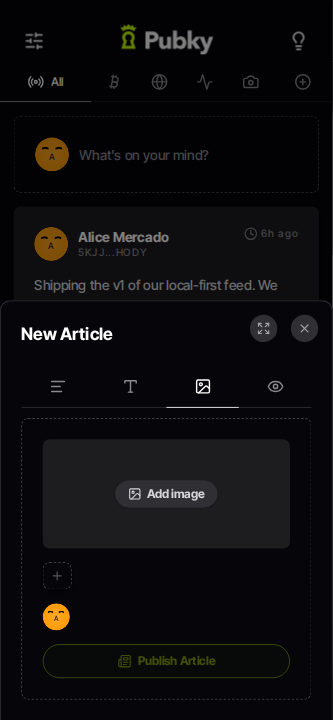 Pubky
All
What's on your mind?
Alice Mercado
6h ago
5KJJ...HODY
Shipping the v1 of our local-first feed. We
New Article
Add image
Publish Article